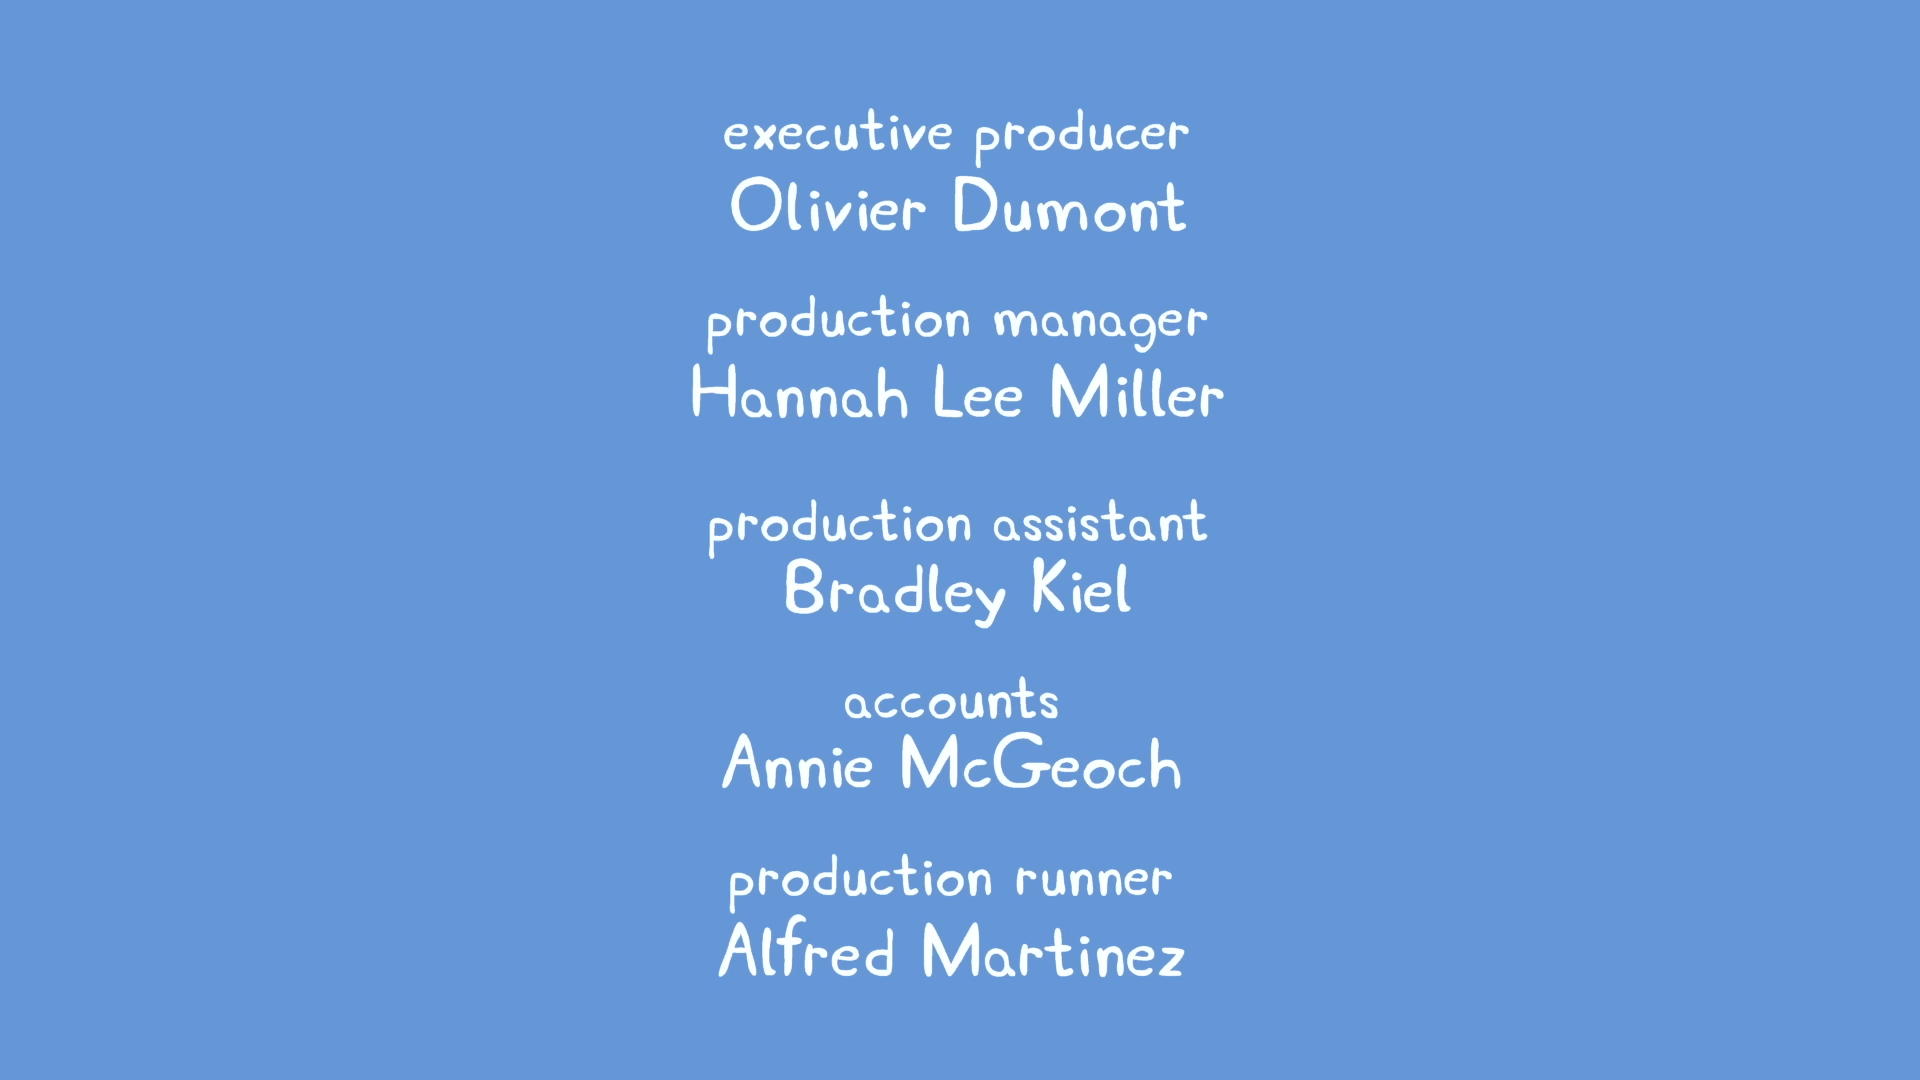 executive producer
Olivier Dumont
production manager
Hannah Lee Miller
production assistant
Bradley Kiel
accounts
Annie McGeoch
production runner
Alfred Martinez